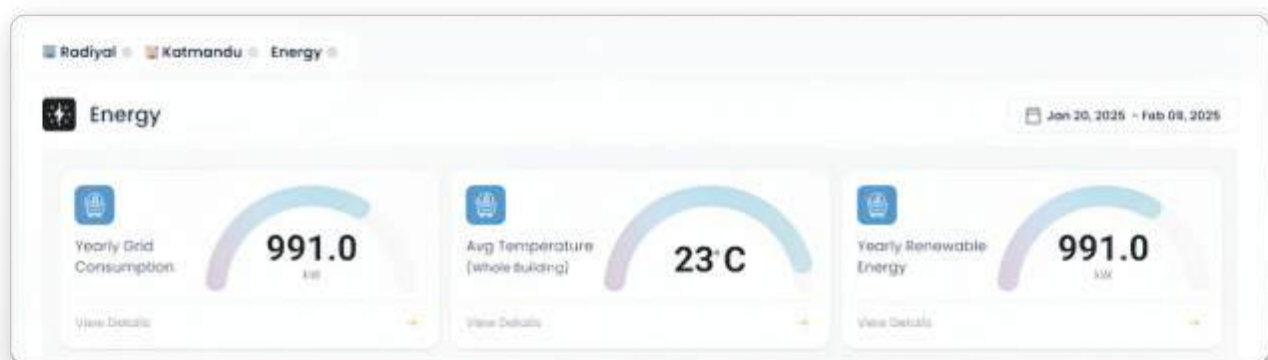 Radiyal Katmandu Energy
Energy
Jan 20, 2025 - Feb 09, 2025
Yearly Grid
Consumption
991.0
kW
View Details
Avg Temperature
(Whole Building)
23°C
View Details
Yearly Renewable
Energy
991.0
kW
View Details